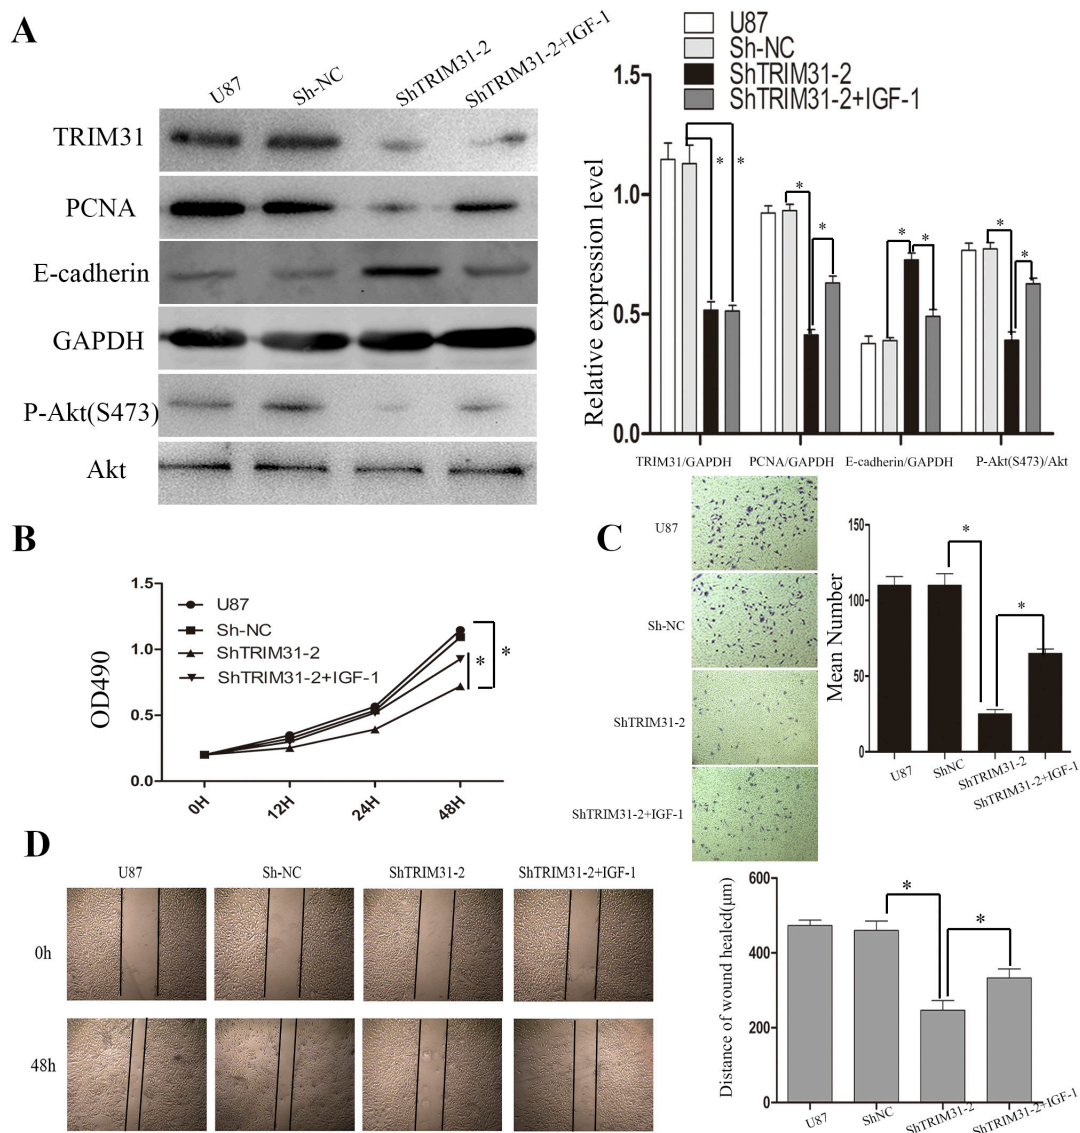 A
U87
Sh-NC
ShTRIM31-2
ShTRIM31-2+IGF-1
TRIM31
PCNA
E-cadherin
GAPDH
P-Akt(S473)
Akt
U87
Sh-NC
ShTRIM31-2
ShTRIM31-2+IGF-1
Relative expression level
1.5
1.0
0.5
0.0
* *
* *
* *
* *
TRIM31/GAPDH PCNA/GAPDH E-cadherin/GAPDH P-Akt(S473)/Akt
B
OD490
1.5
1.0
0.5
0.0
U87
Sh-NC
ShTRIM31-2
ShTRIM31-2+IGF-1
* *
0H 12H 24H 48H
C
U87
Sh-NC
ShTRIM31-2
ShTRIM31-2+IGF-1
Mean Number
150
100
50
0
*
*
U87 ShNC ShTRIM31-2 ShTRIM31-2+IGF-1
D
U87 Sh-NC ShTRIM31-2 ShTRIM31-2+IGF-1
0h
48h
Distance of wound healed(μm)
600
400
200
0
*
*
U87 ShNC ShTRIM31-2 ShTRIM31-2+IGF-1